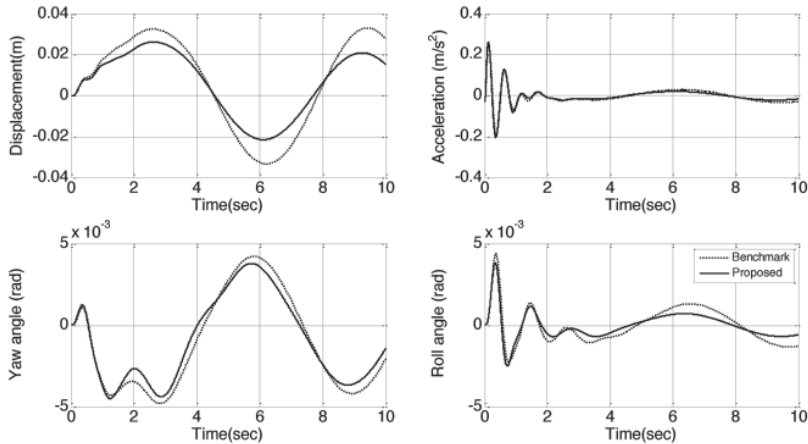 0.04
0.02
0
-0.02
-0.04
Displacement(m)
0 2 4 6 8 10
Time(sec)
0.4
0.2
0
-0.2
-0.4
Acceleration (m/s²)
0 2 4 6 8 10
Time(sec)
x 10⁻³
5
0
-5
Yaw angle (rad)
0 2 4 6 8 10
Time(sec)
x 10⁻³
5
0
-5
Roll angle (rad)
Benchmark
Proposed
0 2 4 6 8 10
Time(sec)